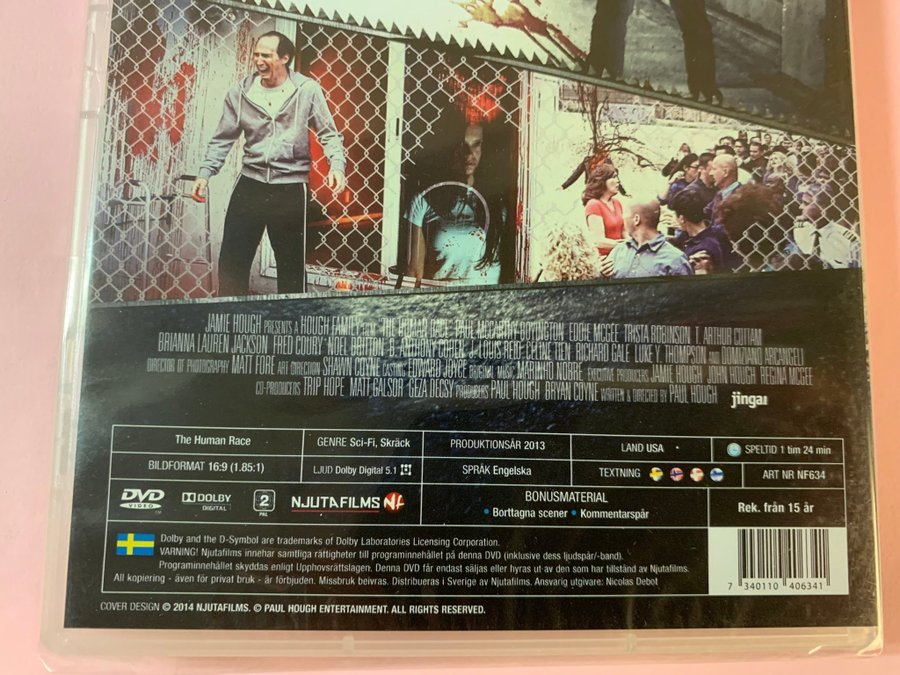 JAMIE HOUGH PRESENTS A HOUGH FAMILY FILM THE HUMAN RACE PAUL MCCARTHY-BOYINGTON EDDIE MCGEE TRISTA ROBINSON T. ARTHUR COTTAM
BRIANNA LAUREN JACKSON FRED COURY NOEL BRITTON B. ANTHONY COHEN J. LOUIS REID CELINE TIEN RICHARD GALE LUKE Y. THOMPSON AND DOMIZIANO ARCANGELI
DIRECTOR OF PHOTOGRAPHY MATT FORE ART DIRECTION SHAWN COYNE CASTING EDWARD JOYCE ORIGINAL MUSIC MARINHO NOBRE EXECUTIVE PRODUCERS JAMIE HOUGH JOHN HOUGH REGINA MCGEE
CO-PRODUCERS TRIP HOPE MATT GALSOR GEZA DECSY PRODUCERS PAUL HOUGH BRYAN COYNE WRITTEN & DIRECTED BY PAUL HOUGH jingai
The Human Race GENRE Sci-Fi, Skräck PRODUKTIONSÅR 2013 LAND USA SPELTID 1 tim 24 min
BILDFORMAT 16:9 (1.85:1) LJUD Dolby Digital 5.1 SPRÅK Engelska TEXTNING ART NR NF634
DVD VIDEO DOLBY DIGITAL 2 PAL NJUTAFILMS NF BONUSMATERIAL
• Borttagna scener • Kommentarspår Rek. från 15 år
Dolby and the D-Symbol are trademarks of Dolby Laboratories Licensing Corporation.
VARNING! Njutafilms innehar samtliga rättigheter till programinnehållet på denna DVD (inklusive dess ljudspår/-band).
Programinnehållet skyddas enligt Upphovsrättslagen. Denna DVD får endast säljas eller hyras ut av den som har tillstånd av Njutafilms.
All kopiering - även för privat bruk - är förbjuden. Missbruk beivras. Distribueras i Sverige av Njutafilms. Ansvarig utgivare: Nicolas Debot
7 340110 406341
COVER DESIGN © 2014 NJUTAFILMS. © PAUL HOUGH ENTERTAINMENT. ALL RIGHTS RESERVED.